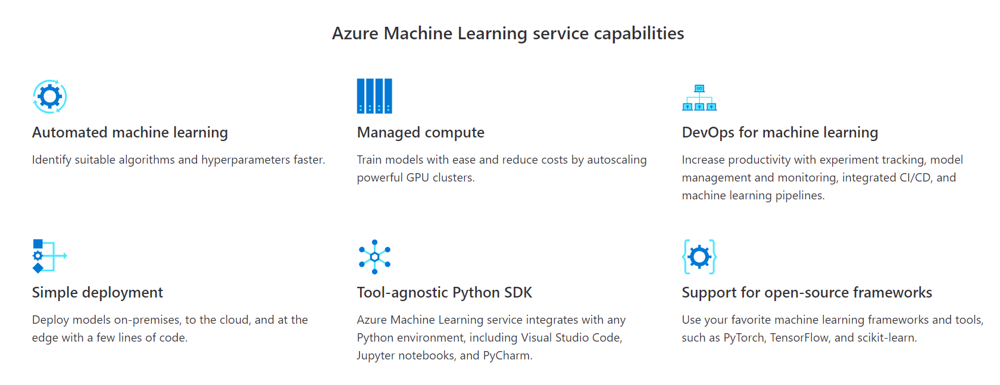 Azure Machine Learning service capabilities
Automated machine learning
Identify suitable algorithms and hyperparameters faster.
Managed compute
Train models with ease and reduce costs by autoscaling
powerful GPU clusters.
DevOps for machine learning
Increase productivity with experiment tracking, model
management and monitoring, integrated CI/CD, and
machine learning pipelines.
Simple deployment
Deploy models on-premises, to the cloud, and at the
edge with a few lines of code.
Tool-agnostic Python SDK
Azure Machine Learning service integrates with any
Python environment, including Visual Studio Code,
Jupyter notebooks, and PyCharm.
Support for open-source frameworks
Use your favorite machine learning frameworks and tools,
such as PyTorch, TensorFlow, and scikit-learn.